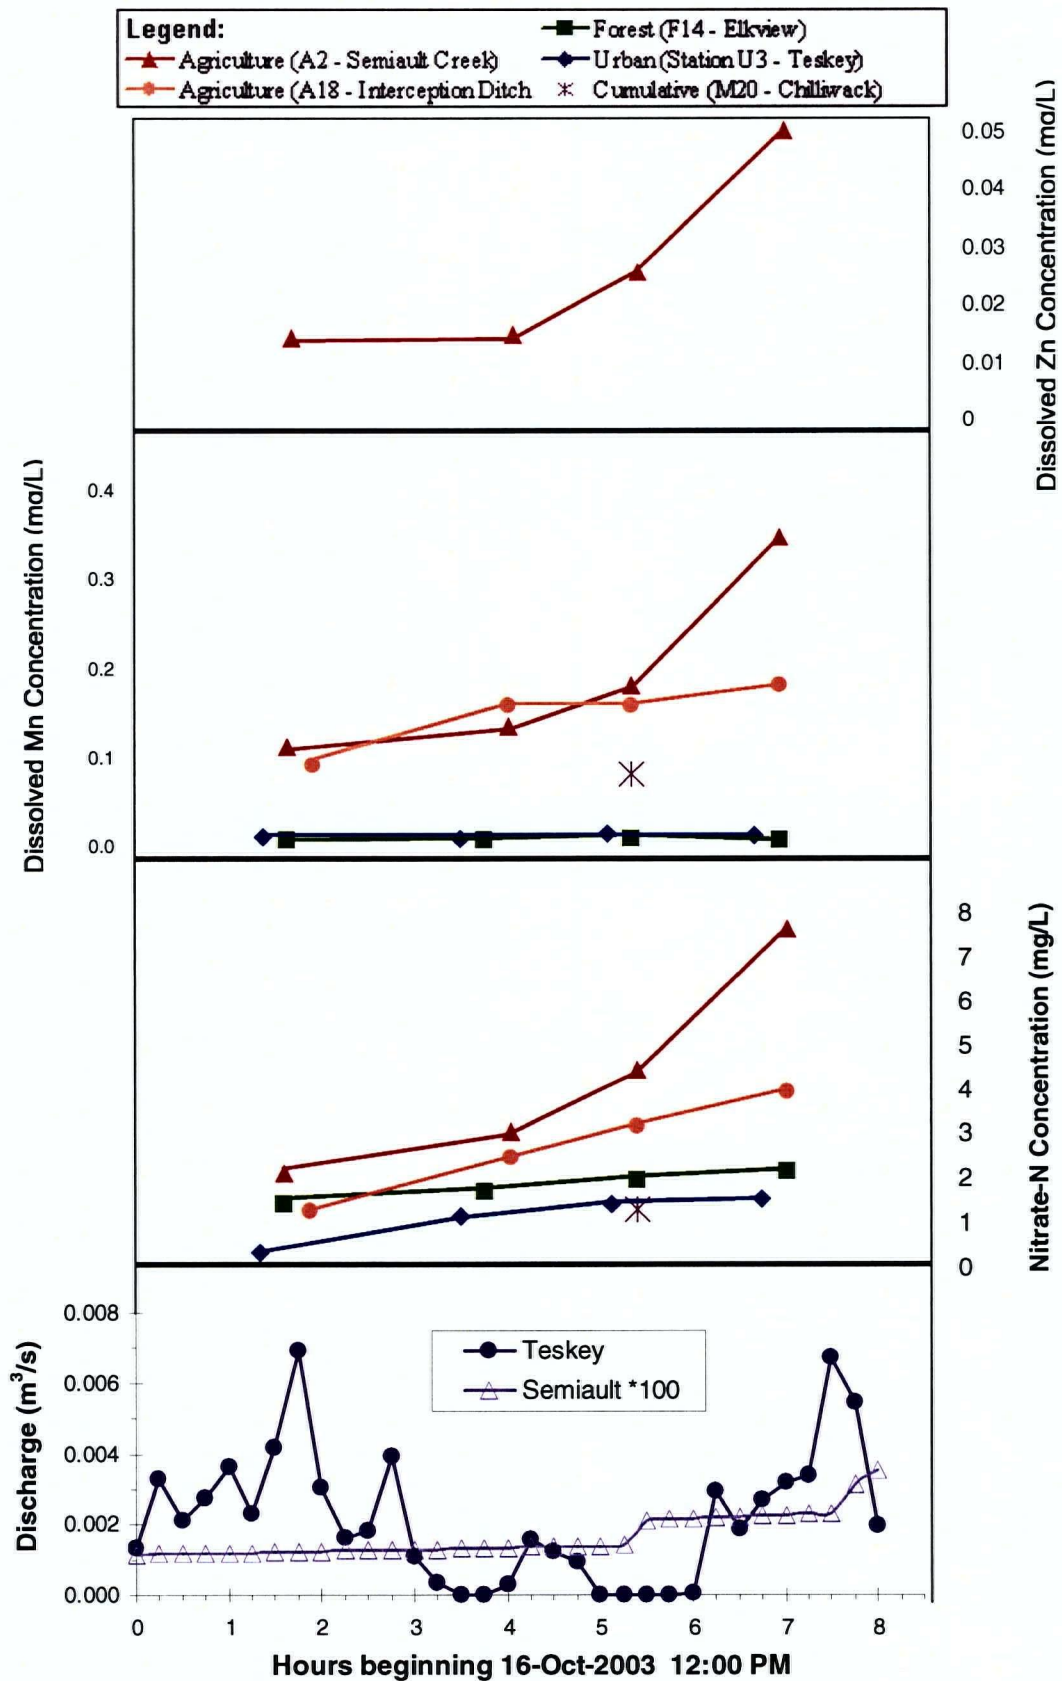 Legend:
Forest (F14 - Elkview)
Agriculture (A2 - Semiault Creek)
Urban (Station U3 - Teskey)
Agriculture (A18 - Interception Ditch
Cumulative (M20 - Chilliwack)
0.05
0.04
0.03
0.02
0.01
0
Dissolved Zn Concentration (mg/L)
Dissolved Mn Concentration (mg/L)
0.4
0.3
0.2
0.1
0.0
8
7
6
5
4
3
2
1
0
Nitrate-N Concentration (mg/L)
Discharge (m³/s)
0.008
0.006
0.004
0.002
0.000
Teskey
Semiault *100
0 1 2 3 4 5 6 7 8
Hours beginning 16-Oct-2003 12:00 PM